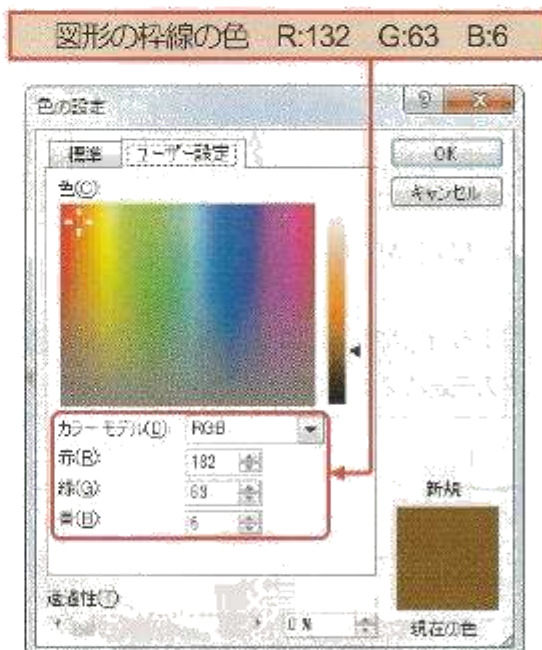 図形の枠線の色 R:132 G:63 B:6
色の設定
標準 ユーザー設定
OK
キャンセル
色(C):
カラー モデル(D): RGB
赤(R): 132
緑(G): 63
青(B): 6
新規
透過性(T):
0 %
現在の色